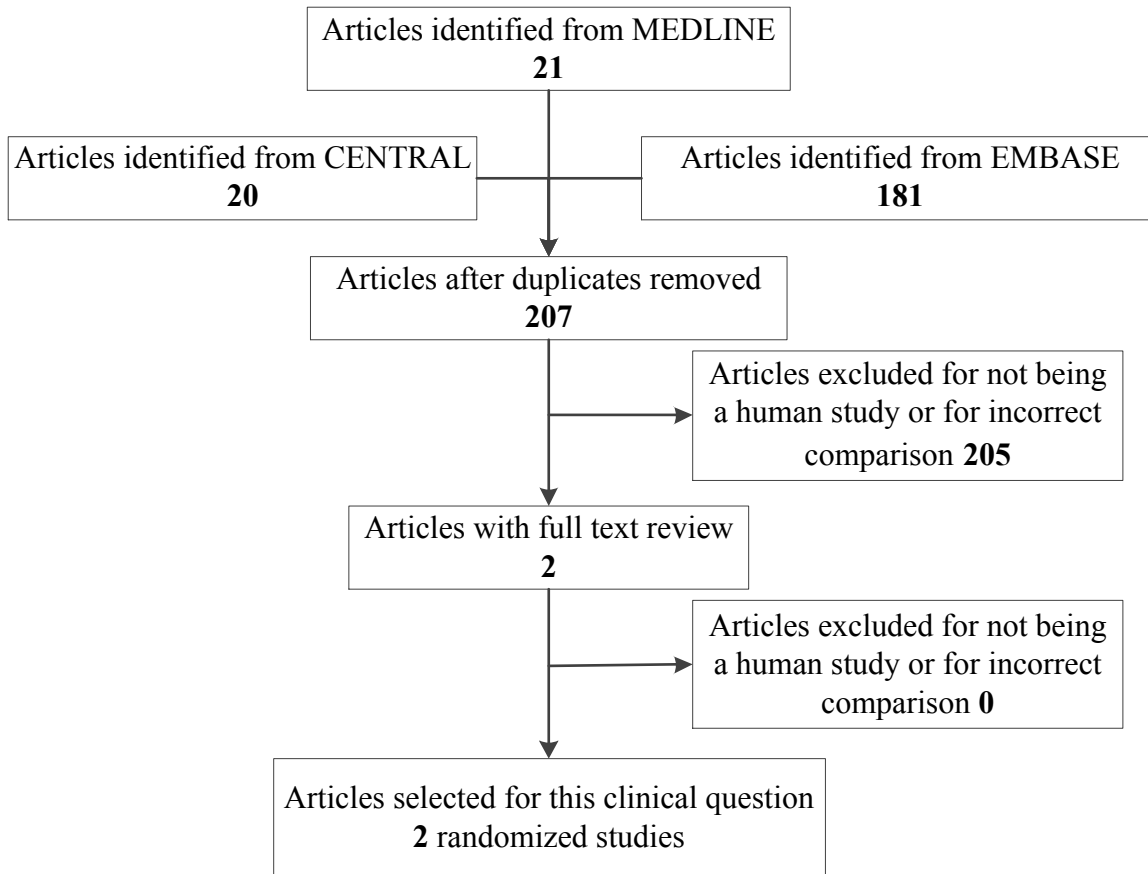 Articles identified from MEDLINE
21
Articles identified from CENTRAL
20
Articles identified from EMBASE
181
Articles after duplicates removed
207
Articles excluded for not being
a human study or for incorrect
comparison 205
Articles with full text review
2
Articles excluded for not being
a human study or for incorrect
comparison 0
Articles selected for this clinical question
2 randomized studies